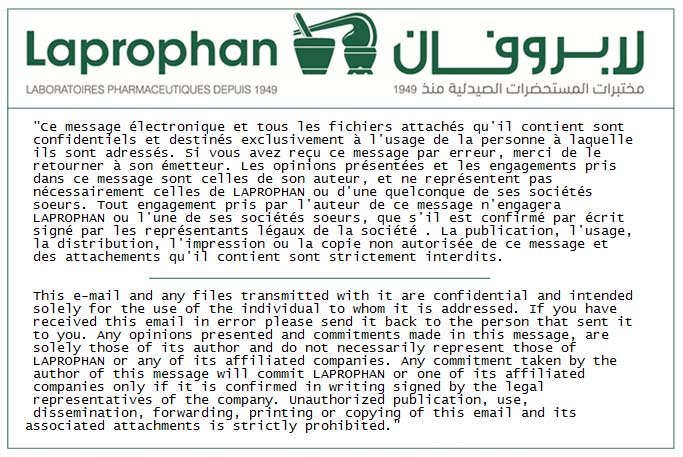 Laprophan
لابروفان
LABORATOIRES PHARMACEUTIQUES DEPUIS 1949
مختبرات المستحضرات الصيدلية منذ 1949
"Ce message électronique et tous les fichiers attachés qu'il contient sont
confidentiels et destinés exclusivement à l'usage de la personne à laquelle
ils sont adressés. Si vous avez reçu ce message par erreur, merci de le
retourner à son émetteur. Les opinions présentées et les engagements pris
dans ce message sont celles de son auteur, et ne représentent pas
nécessairement celles de LAPROPHAN ou d'une quelconque de ses sociétés
soeurs. Tout engagement pris par l'auteur de ce message n'engagera
LAPROPHAN ou l'une de ses sociétés soeurs, que s'il est confirmé par écrit
signé par les représentants légaux de la société . La publication, l'usage,
la distribution, l'impression ou la copie non autorisée de ce message et
des attachements qu'il contient sont strictement interdits.
This e-mail and any files transmitted with it are confidential and intended
solely for the use of the individual to whom it is addressed. If you have
received this email in error please send it back to the person that sent it
to you. Any opinions presented and commitments made in this message, are
solely those of its author and do not necessarily represent those of
LAPROPHAN or any of its affiliated companies. Any commitment taken by the
author of this message will commit LAPROPHAN or one of its affiliated
companies only if it is confirmed in writing signed by the legal
representatives of the company. Unauthorized publication, use,
dissemination, forwarding, printing or copying of this email and its
associated attachments is strictly prohibited."